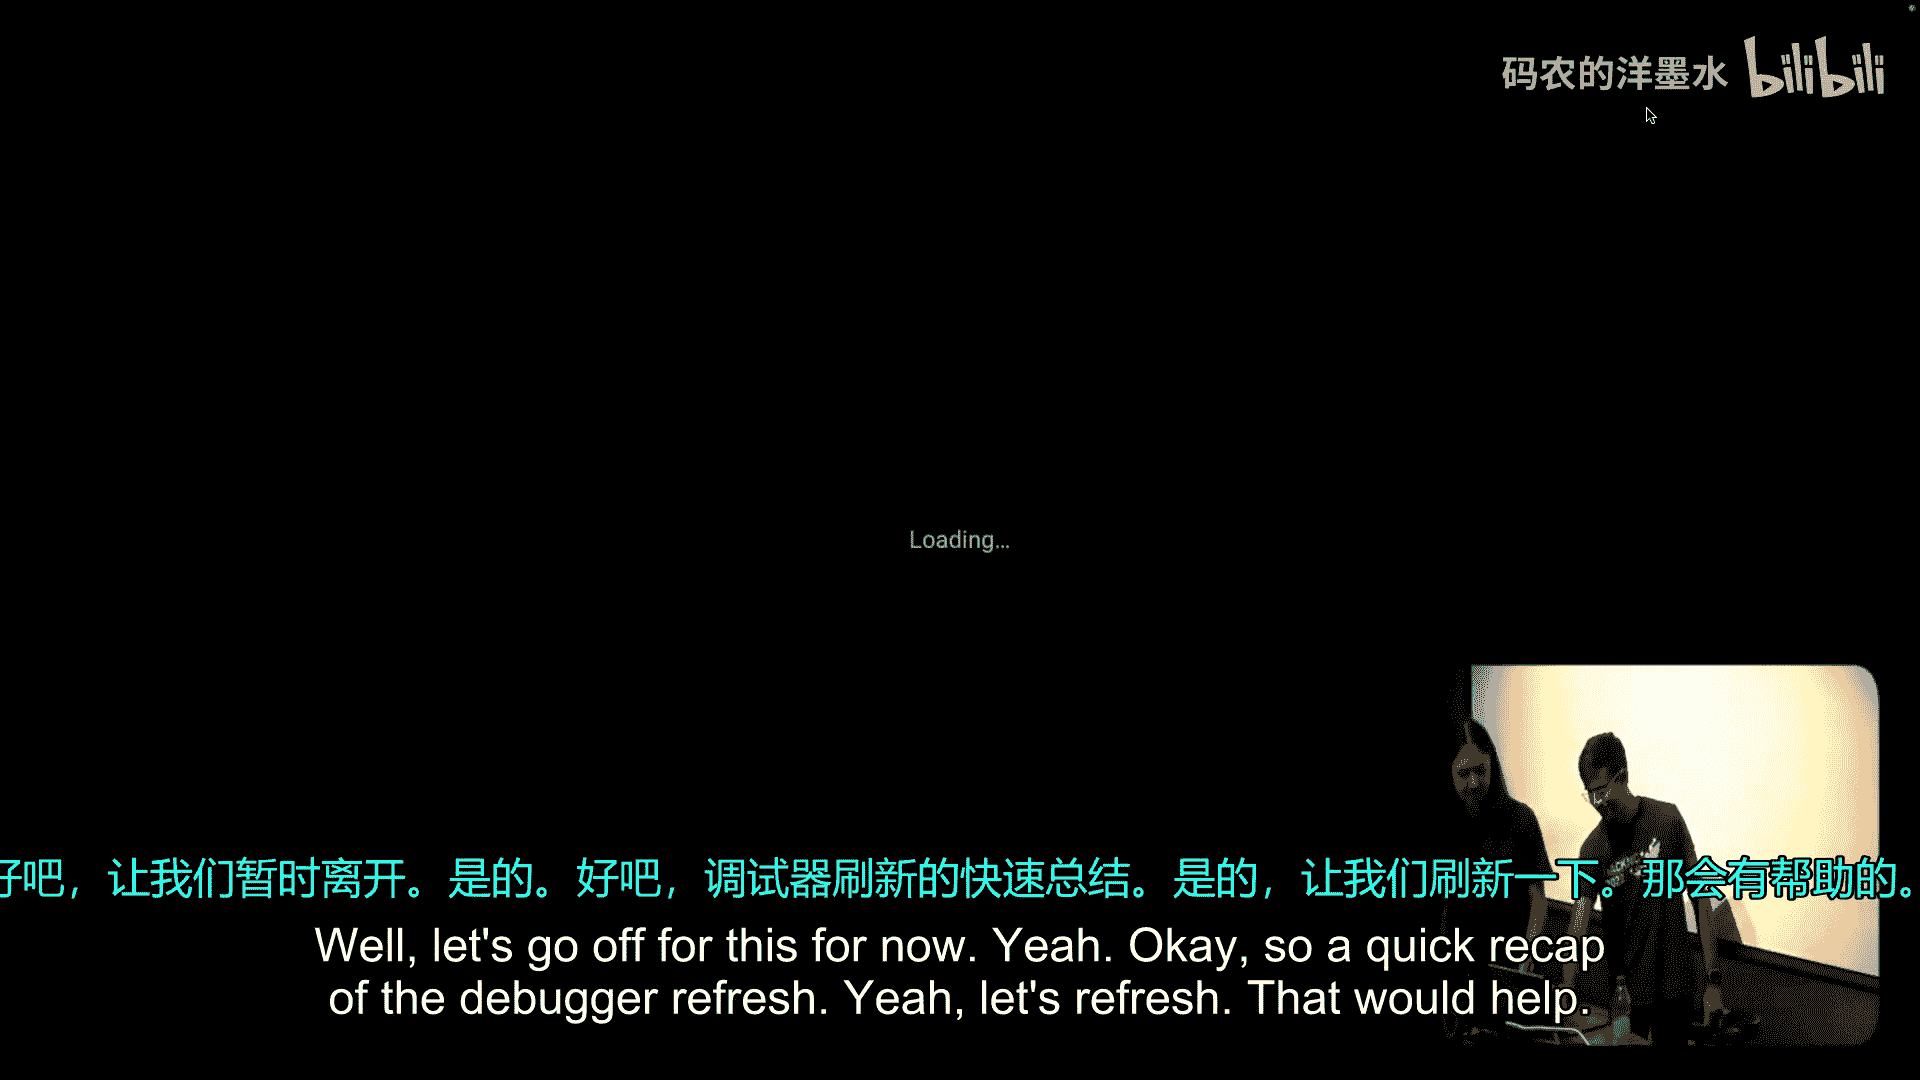 码农的洋墨水 bilibili
Loading...
好吧，让我们暂时离开。是的。好吧，调试器刷新的快速总结。是的，让我们刷新一下。那会有帮助的。
Well, let's go off for this for now. Yeah. Okay, so a quick recap
of the debugger refresh. Yeah, let's refresh. That would help.